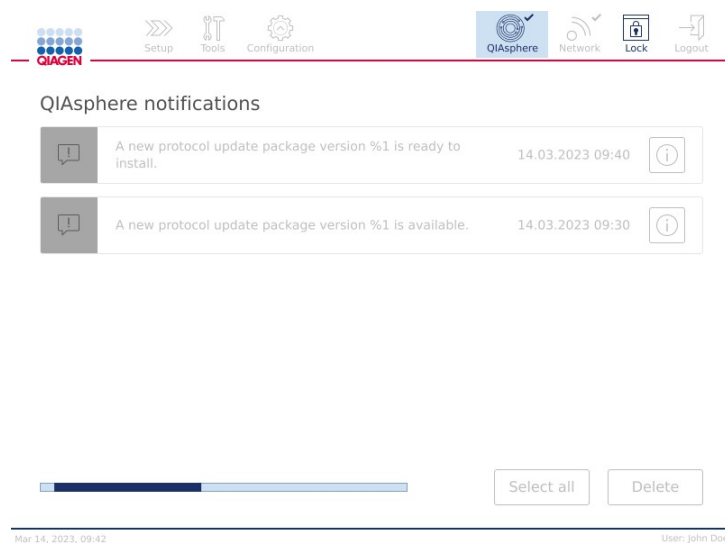 Setup Tools Configuration QIAsphere Network Lock Logout
QIAGEN
QIAsphere notifications
A new protocol update package version %1 is ready to
install.
14.03.2023 09:40
A new protocol update package version %1 is available.
14.03.2023 09:30
Select all Delete
Mar 14, 2023, 09:42 User: John Do